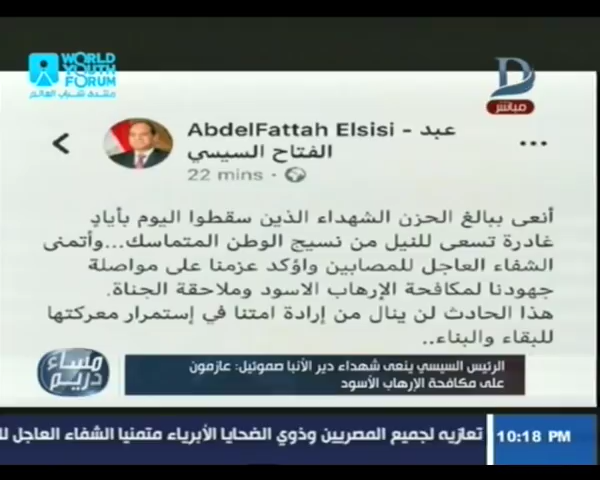 WORLD
YOUTH
FORUM
منتدى شباب العالم
مباشر
AbdelFattah Elsisi - عبد
الفتاح السيسي
22 mins ·
أنعى ببالغ الحزن الشهداء الذين سقطوا اليوم بأيادٍ
غادرة تسعى للنيل من نسيج الوطن المتماسك...وأتمنى
الشفاء العاجل للمصابين واؤكد عزمنا على مواصلة
جهودنا لمكافحة الإرهاب الاسود وملاحقة الجناة.
هذا الحادث لن ينال من إرادة امتنا في إستمرار معركتها
للبقاء والبناء..
مساء
دريم
الرئيس السيسي ينعى شهداء دير الأنبا صموئيل: عازمون
على مكافحة الإرهاب الأسود
تعازيه لجميع المصريين وذوي الضحايا الأبرياء متمنيا الشفاء العاجل
10:18 PM